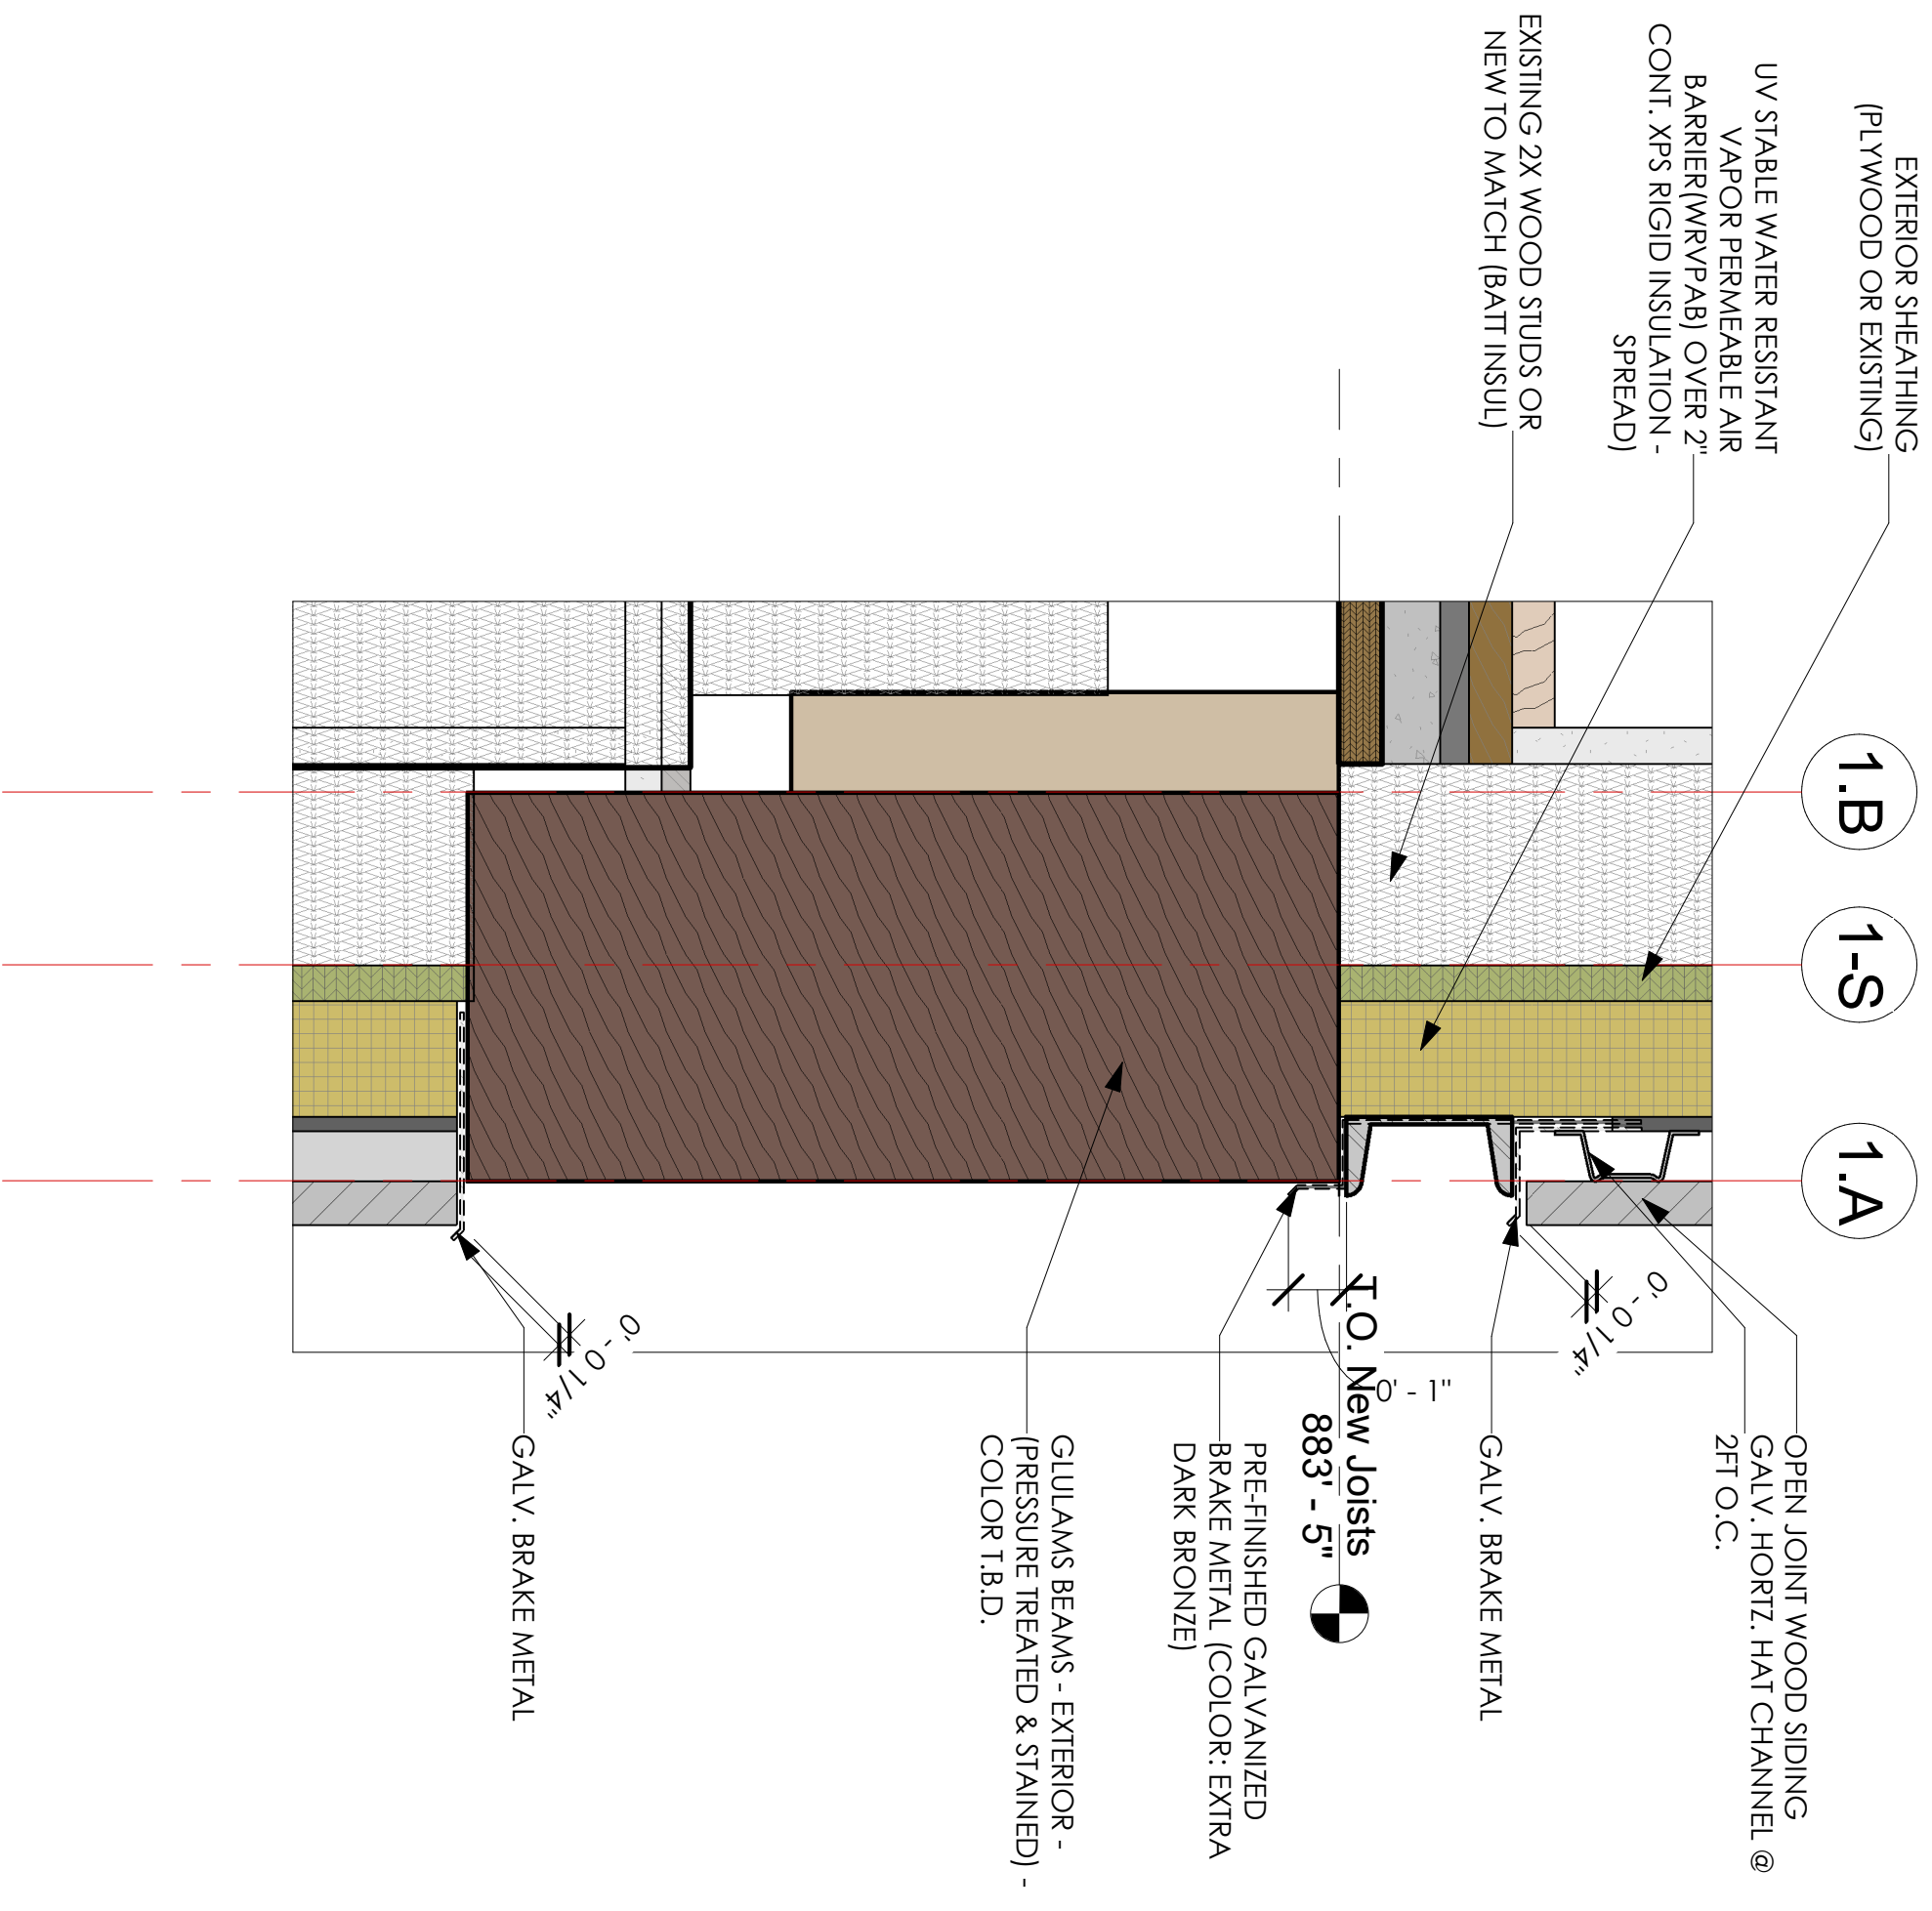 EXTERIOR SHEATHING
(PLYWOOD OR EXISTING)
UV STABLE WATER RESISTANT
VAPOR PERMEABLE AIR
BARRIER(WRVPAB) OVER 2"
CONT. XPS RIGID INSULATION -
SPREAD)
EXISTING 2X WOOD STUDS OR
NEW TO MATCH (BATT INSUL)
1.B
1-S
1.A
OPEN JOINT WOOD SIDING
GALV. HORTZ. HAT CHANNEL @
2FT O.C.
0' - 0 1/4"
GALV. BRAKE METAL
0' - 1"
T.O. New Joists
883' - 5"
PRE-FINISHED GALVANIZED
BRAKE METAL (COLOR: EXTRA
DARK BRONZE)
GLULAMS BEAMS - EXTERIOR -
(PRESSURE TREATED & STAINED) -
COLOR T.B.D.
0' - 0 1/4"
GALV. BRAKE METAL